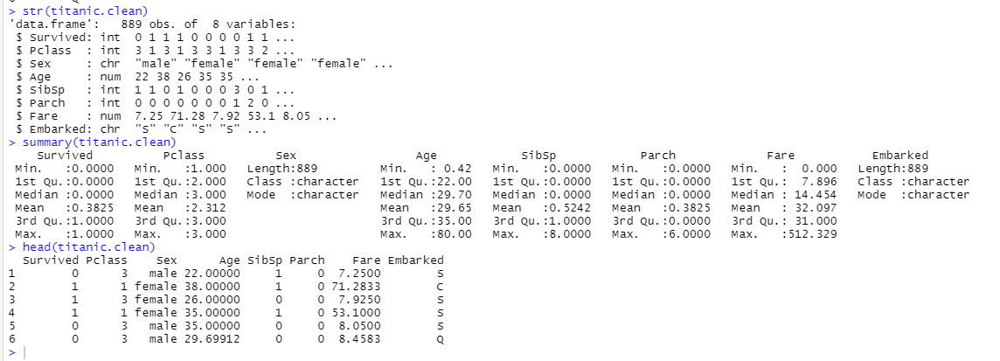 > str(titanic.clean)
'data.frame':   889 obs. of  8 variables:
 $ Survived: int  0 1 1 1 0 0 0 0 1 1 ...
 $ Pclass  : int  3 1 3 1 3 3 1 3 3 2 ...
 $ Sex     : chr  "male" "female" "female" "female" ...
 $ Age     : num  22 38 26 35 35 ...
 $ SibSp   : int  1 1 0 1 0 0 0 3 0 1 ...
 $ Parch   : int  0 0 0 0 0 0 0 1 2 0 ...
 $ Fare    : num  7.25 71.28 7.92 53.1 8.05 ...
 $ Embarked: chr  "S" "C" "S" "S" ...
> summary(titanic.clean)
    Survived          Pclass          Sex                 Age            SibSp            Parch             Fare           Embarked
 Min.   :0.0000   Min.   :1.000   Length:889         Min.   : 0.42   Min.   :0.0000   Min.   :0.0000   Min.   :  0.000   Length:889
 1st Qu.:0.0000   1st Qu.:2.000   Class :character   1st Qu.:22.00   1st Qu.:0.0000   1st Qu.:0.0000   1st Qu.:  7.896   Class :character
 Median :0.0000   Median :3.000   Mode  :character   Median :29.70   Median :0.0000   Median :0.0000   Median : 14.454   Mode  :character
 Mean   :0.3825   Mean   :2.312                      Mean   :29.65   Mean   :0.5242   Mean   :0.3825   Mean   : 32.097
 3rd Qu.:1.0000   3rd Qu.:3.000                      3rd Qu.:35.00   3rd Qu.:1.0000   3rd Qu.:0.0000   3rd Qu.: 31.000
 Max.   :1.0000   Max.   :3.000                      Max.   :80.00   Max.   :8.0000   Max.   :6.0000   Max.   :512.329
> head(titanic.clean)
  Survived Pclass    Sex      Age SibSp Parch    Fare Embarked
1        0      3   male 22.00000     1     0  7.2500        S
2        1      1 female 38.00000     1     0 71.2833        C
3        1      3 female 26.00000     0     0  7.9250        S
4        1      1 female 35.00000     1     0 53.1000        S
5        0      3   male 35.00000     0     0  8.0500        S
6        0      3   male 29.69912     0     0  8.4583        Q
>